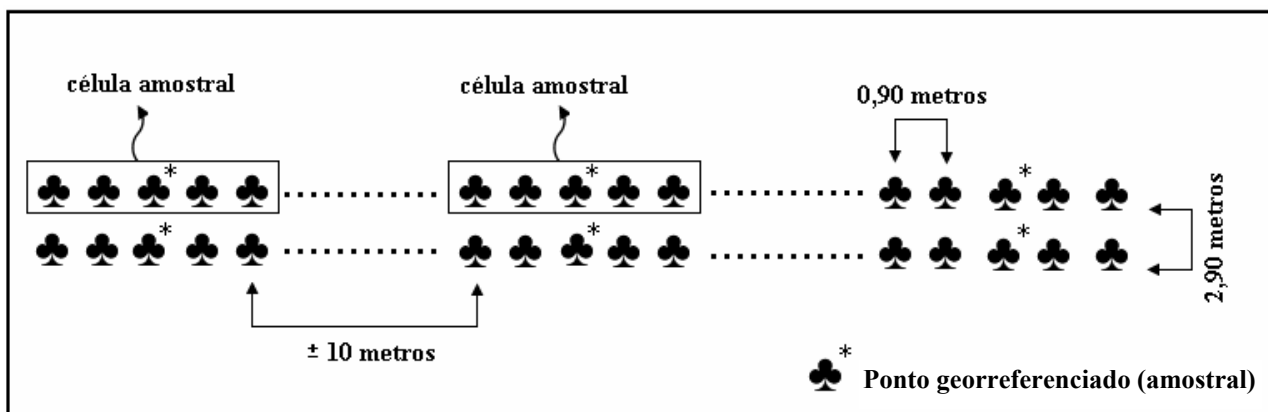 célula amostral
célula amostral
0,90 metros
*
*
*
*
*
*
2,90 metros
± 10 metros
* Ponto georreferenciado (amostral)